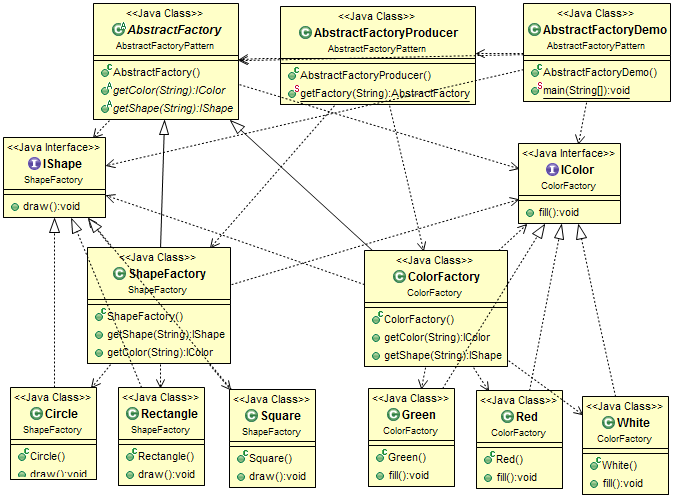 <<Java Class>>
AbstractFactory
AbstractFactoryPattern
AbstractFactory()
getColor(String):IColor
getShape(String):IShape
<<Java Class>>
AbstractFactoryProducer
AbstractFactoryPattern
AbstractFactoryProducer()
getFactory(String):AbstractFactory
<<Java Class>>
AbstractFactoryDemo
AbstractFactoryPattern
AbstractFactoryDemo()
main(String[]):void
<<Java Interface>>
IShape
ShapeFactory
draw():void
<<Java Interface>>
IColor
ColorFactory
fill():void
<<Java Class>>
ShapeFactory
ShapeFactory
ShapeFactory()
getShape(String):IShape
getColor(String):IColor
<<Java Class>>
ColorFactory
ColorFactory
ColorFactory()
getColor(String):IColor
getShape(String):IShape
<<Java Class>>
Circle
ShapeFactory
Circle()
draw():void
<<Java Class>>
Rectangle
ShapeFactory
Rectangle()
draw():void
<<Java Class>>
Square
ShapeFactory
Square()
draw():void
<<Java Class>>
Green
ColorFactory
Green()
fill():void
<<Java Class>>
Red
ColorFactory
Red()
fill():void
<<Java Class>>
White
ColorFactory
White()
fill():void